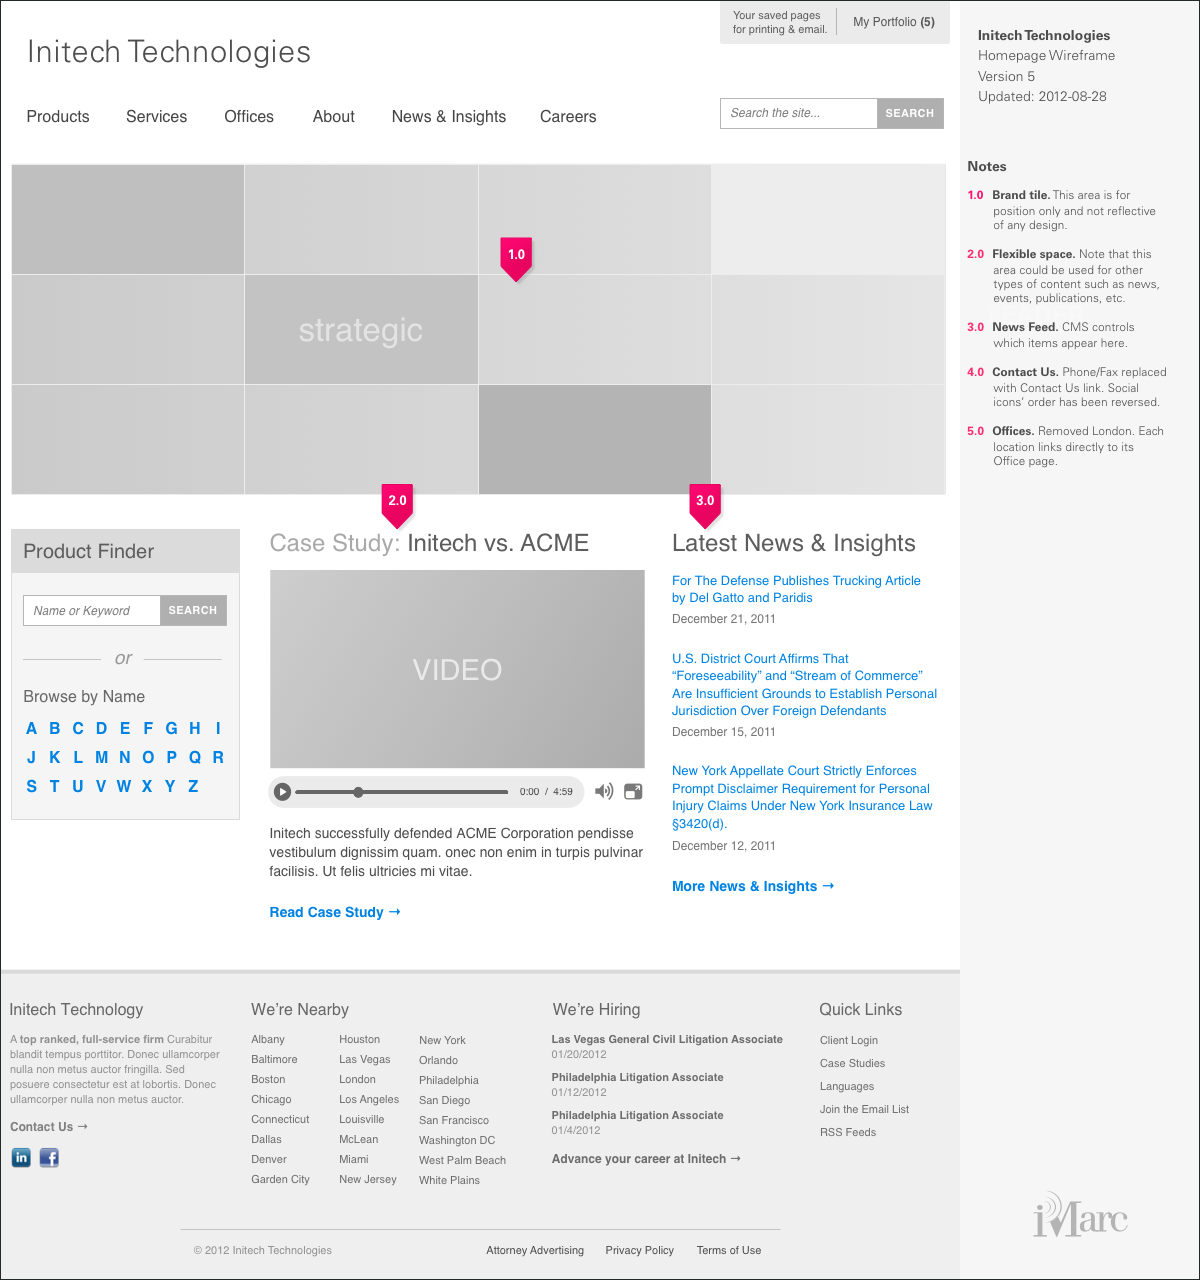 Your saved pages
for printing & email.
My Portfolio (5)
Initech Technologies
Products Services Offices About News & Insights Careers
Search the site... SEARCH
1.0
strategic
2.0
3.0
Product Finder
Name or Keyword SEARCH
or
Browse by Name
A B C D E F G H I
J K L M N O P Q R
S T U V W X Y Z
Case Study: Initech vs. ACME
VIDEO
0:00 / 4:59
Initech successfully defended ACME Corporation pendisse
vestibulum dignissim quam. onec non enim in turpis pulvinar
facilisis. Ut felis ultricies mi vitae.
Read Case Study →
Latest News & Insights
For The Defense Publishes Trucking Article
by Del Gatto and Paridis
December 21, 2011
U.S. District Court Affirms That
“Foreseeability” and “Stream of Commerce”
Are Insufficient Grounds to Establish Personal
Jurisdiction Over Foreign Defendants
December 15, 2011
New York Appellate Court Strictly Enforces
Prompt Disclaimer Requirement for Personal
Injury Claims Under New York Insurance Law
§3420(d).
December 12, 2011
More News & Insights →
Initech Technology
A top ranked, full-service firm Curabitur
blandit tempus porttitor. Donec ullamcorper
nulla non metus auctor fringilla. Sed
posuere consectetur est at lobortis. Donec
ullamcorper nulla non metus auctor.
Contact Us →
in f
We’re Nearby
Albany
Baltimore
Boston
Chicago
Connecticut
Dallas
Denver
Garden City
Houston
Las Vegas
London
Los Angeles
Louisville
McLean
Miami
New Jersey
New York
Orlando
Philadelphia
San Diego
San Francisco
Washington DC
West Palm Beach
White Plains
We’re Hiring
Las Vegas General Civil Litigation Associate
01/20/2012
Philadelphia Litigation Associate
01/12/2012
Philadelphia Litigation Associate
01/4/2012
Advance your career at Initech →
Quick Links
Client Login
Case Studies
Languages
Join the Email List
RSS Feeds
© 2012 Initech Technologies
Attorney Advertising Privacy Policy Terms of Use
Initech Technologies
Homepage Wireframe
Version 5
Updated: 2012-08-28
Notes
1.0 Brand tile. This area is for
position only and not reflective
of any design.
2.0 Flexible space. Note that this
area could be used for other
types of content such as news,
events, publications, etc.
3.0 News Feed. CMS controls
which items appear here.
4.0 Contact Us. Phone/Fax replaced
with Contact Us link. Social
icons’ order has been reversed.
5.0 Offices. Removed London. Each
location links directly to its
Office page.
iMarc